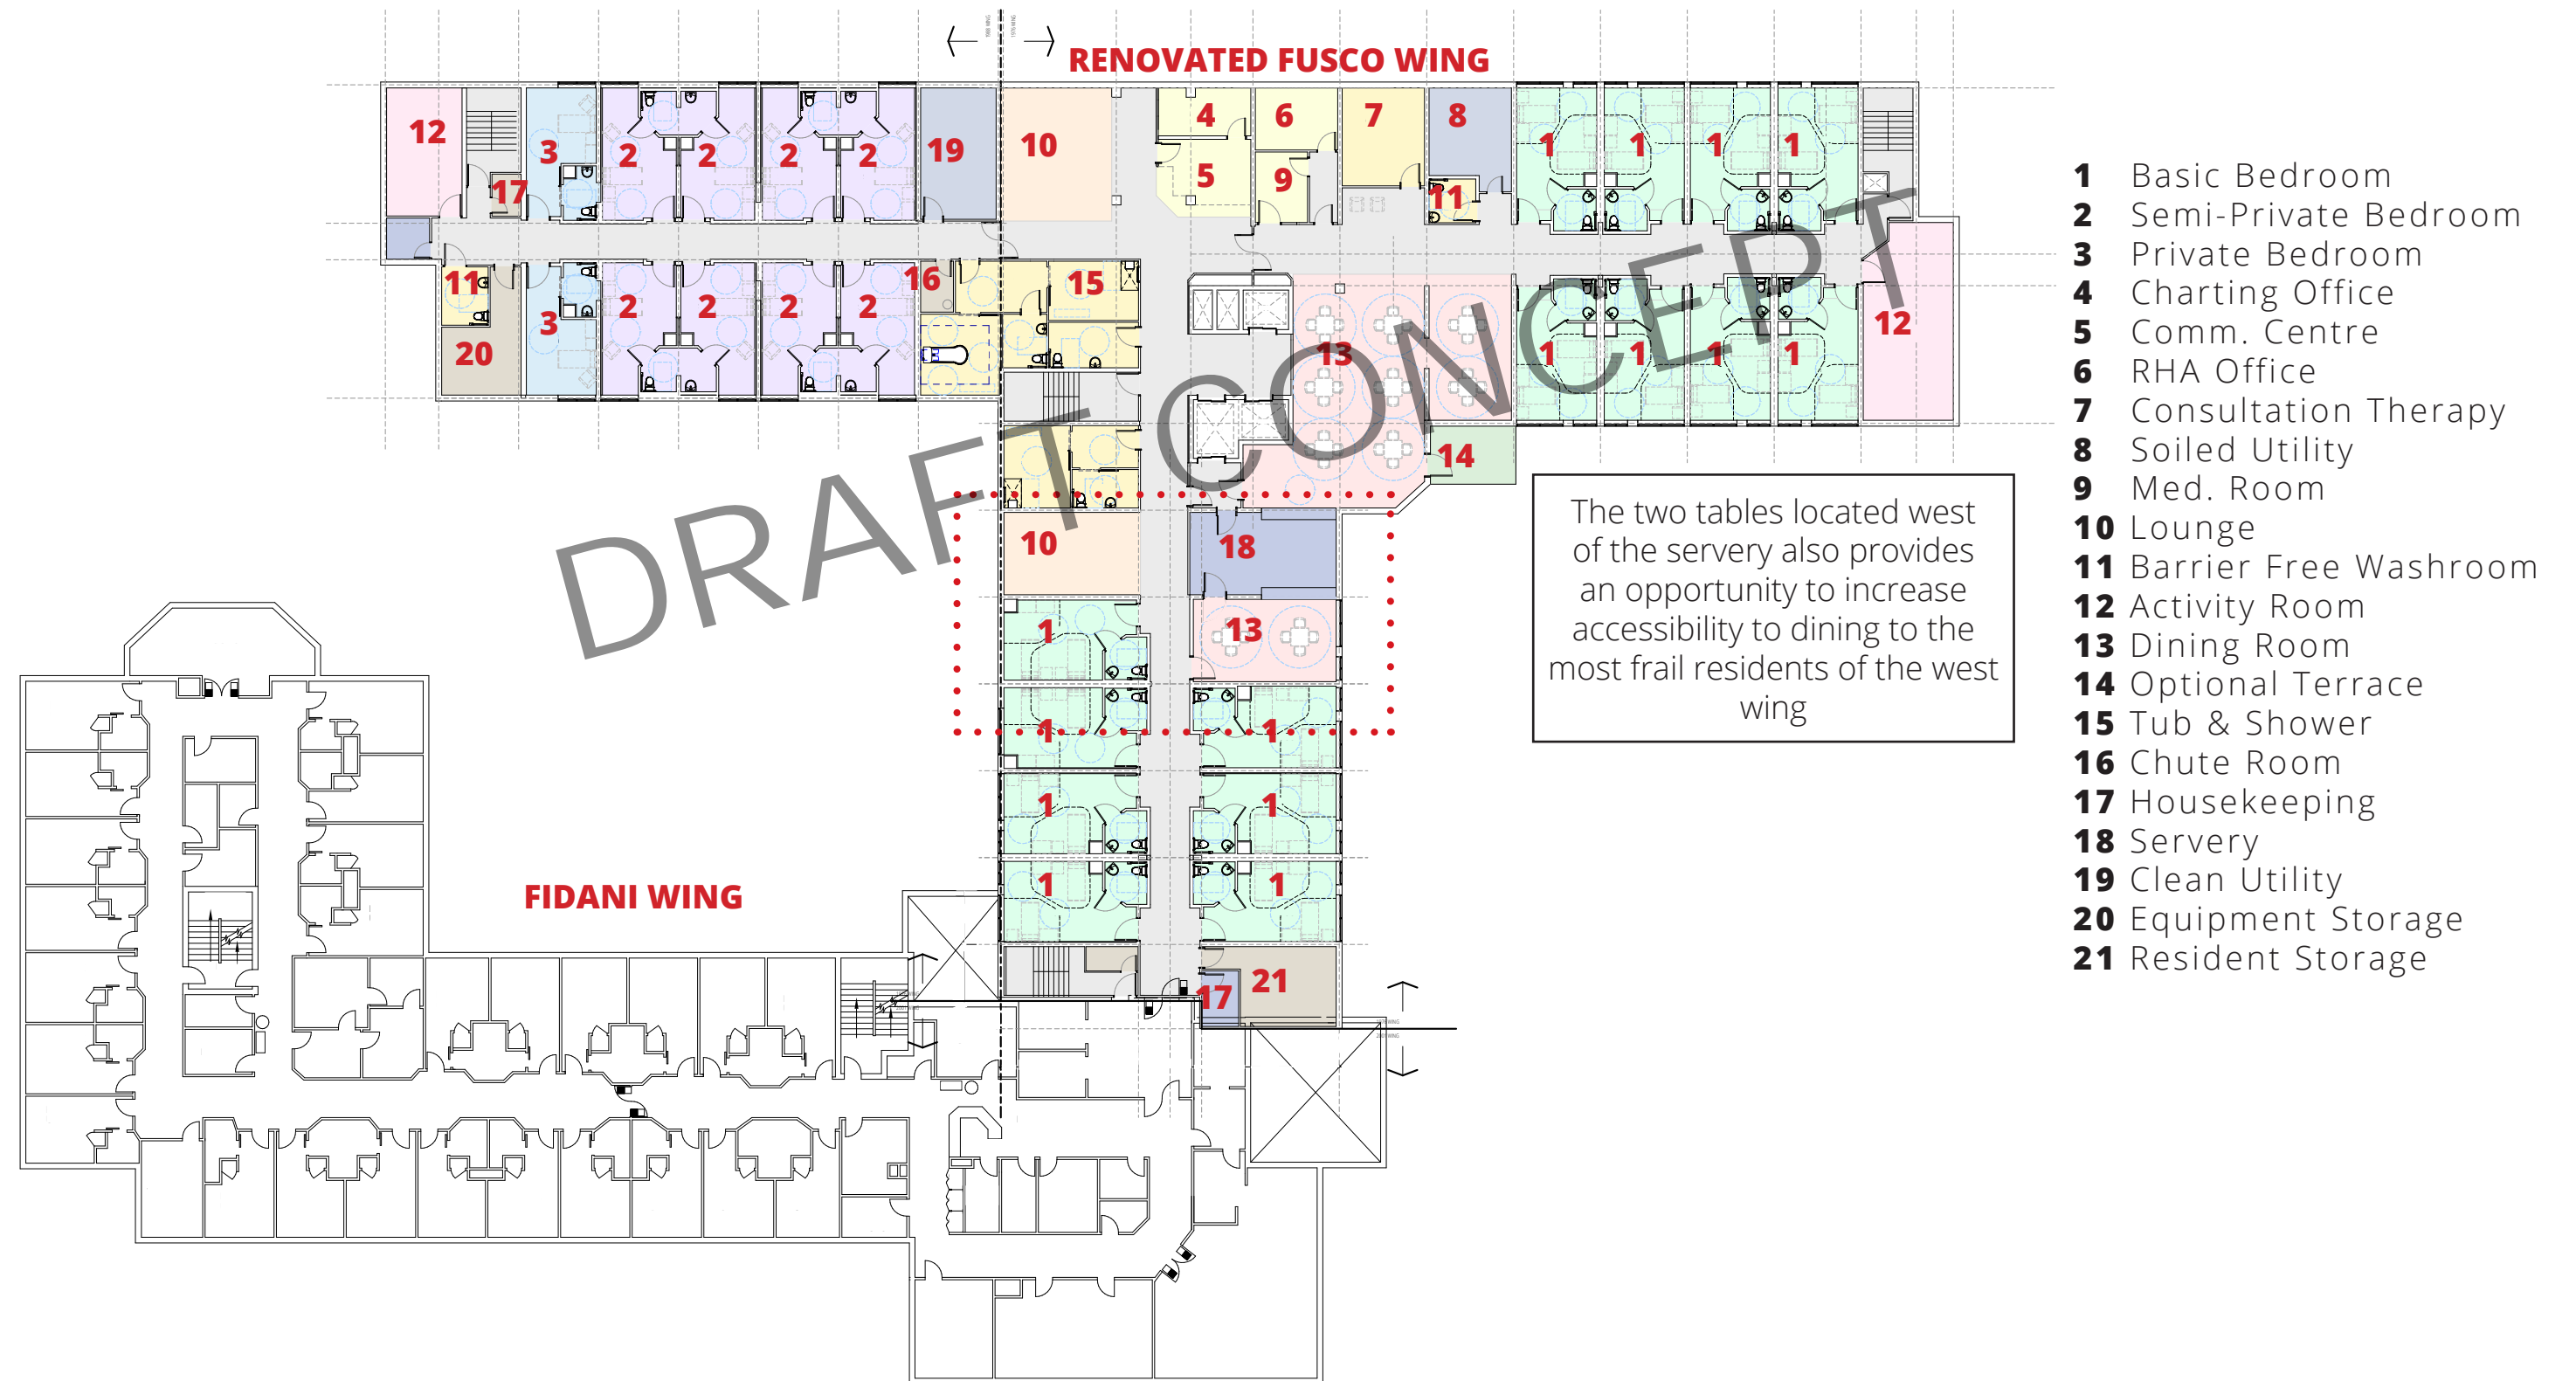 1980 WING
1970 WING
RENOVATED FUSCO WING
12
3
2
2
2
2
19
10
4
6
7
8
1
1
1
1
17
5
9
11
11
3
2
2
2
2
16
15
13
1
1
1
1
12
20
14
DRAFT CONCEPT
10
18
1
13
1
1
1
1
1
1
17
21
FIDANI WING
The two tables located west
of the servery also provides
an opportunity to increase
accessibility to dining to the
most frail residents of the west
wing
1 Basic Bedroom
2 Semi-Private Bedroom
3 Private Bedroom
4 Charting Office
5 Comm. Centre
6 RHA Office
7 Consultation Therapy
8 Soiled Utility
9 Med. Room
10 Lounge
11 Barrier Free Washroom
12 Activity Room
13 Dining Room
14 Optional Terrace
15 Tub & Shower
16 Chute Room
17 Housekeeping
18 Servery
19 Clean Utility
20 Equipment Storage
21 Resident Storage